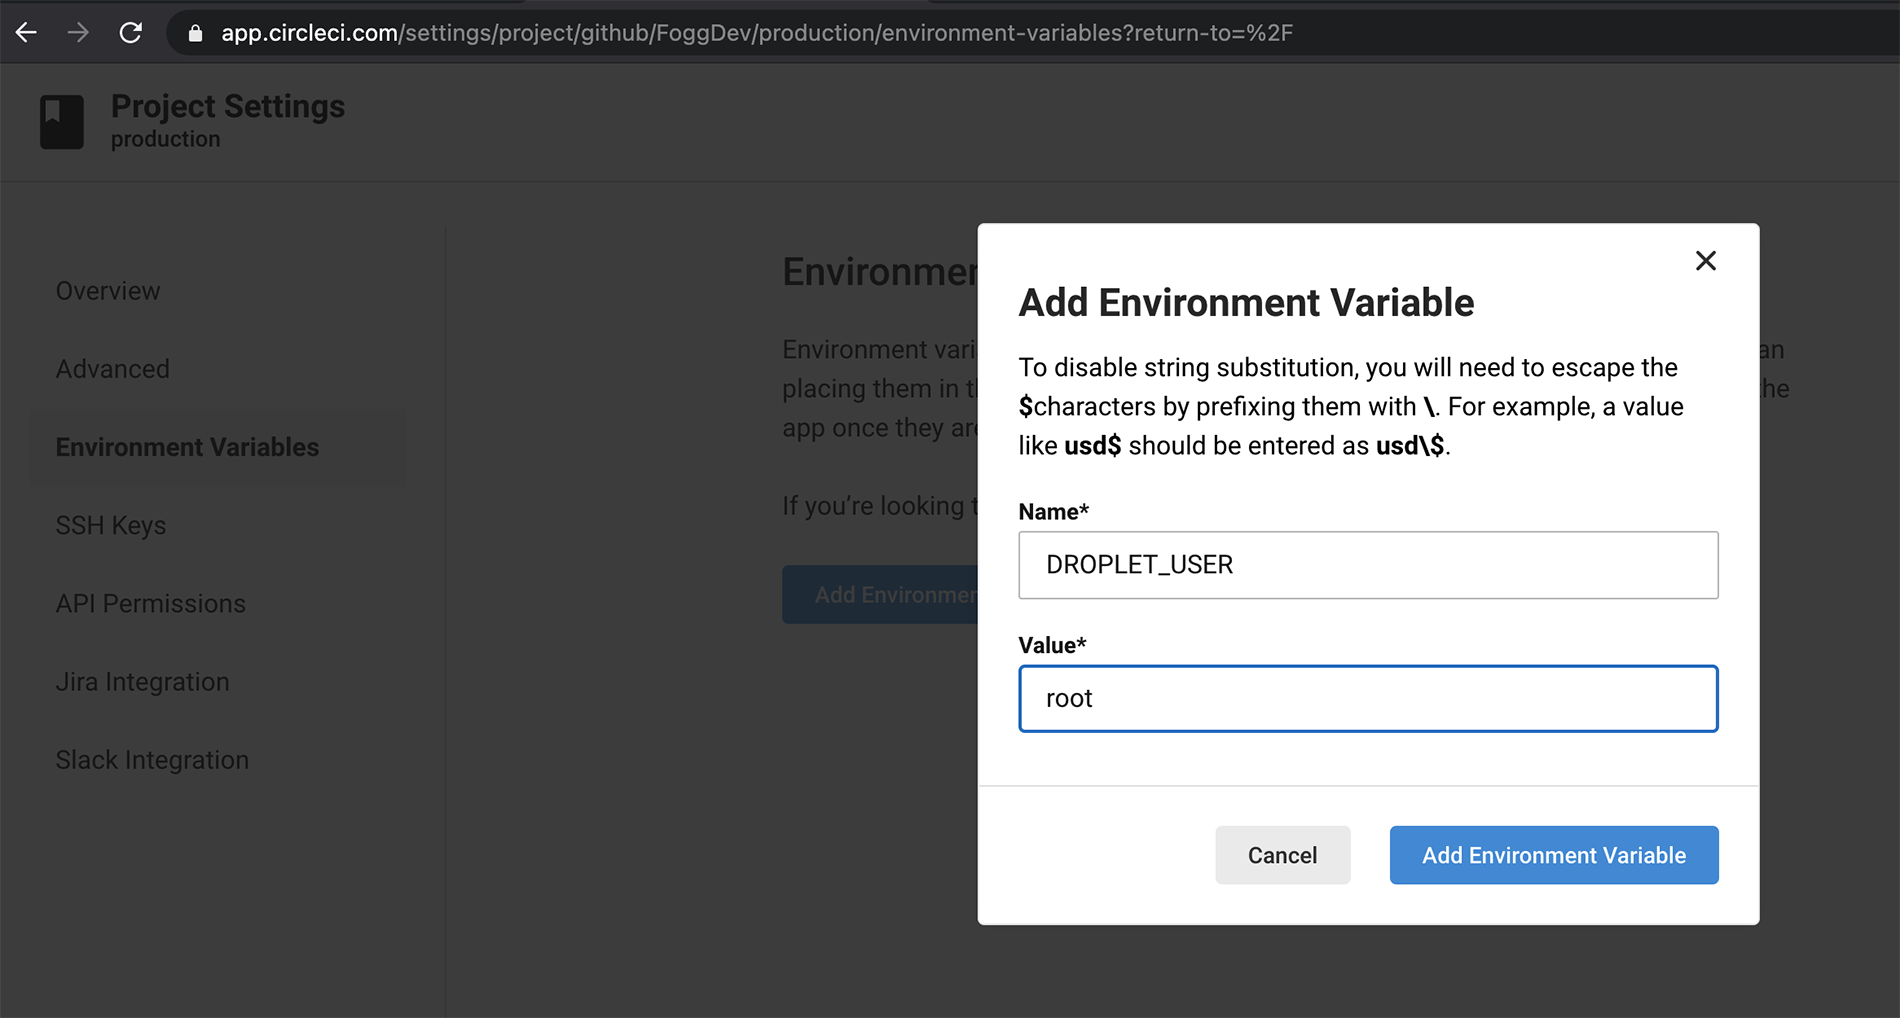 app.circleci.com/settings/project/github/FoggDev/production/environment-variables?return-to=%2F
Project Settings
production
Overview
Advanced
Environment Variables
SSH Keys
API Permissions
Jira Integration
Slack Integration
Environmen
Environment vari
an
placing them in t
he
app once they are
If you’re looking t
Add Environmen
Add Environment Variable
To disable string substitution, you will need to escape the
$characters by prefixing them with \. For example, a value
like usd$ should be entered as usd\$.
Name*
DROPLET_USER
Value*
root
Cancel
Add Environment Variable